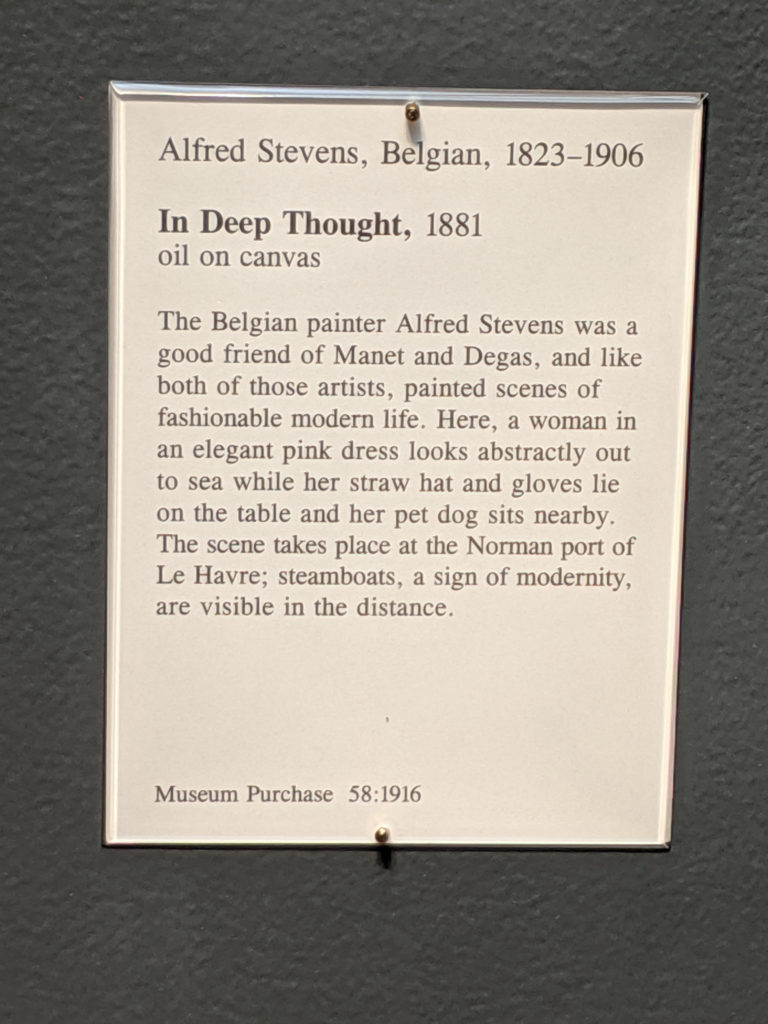 Alfred Stevens, Belgian, 1823–1906
In Deep Thought, 1881
oil on canvas
The Belgian painter Alfred Stevens was a
good friend of Manet and Degas, and like
both of those artists, painted scenes of
fashionable modern life. Here, a woman in
an elegant pink dress looks abstractly out
to sea while her straw hat and gloves lie
on the table and her pet dog sits nearby.
The scene takes place at the Norman port of
Le Havre; steamboats, a sign of modernity,
are visible in the distance.
Museum Purchase 58:1916